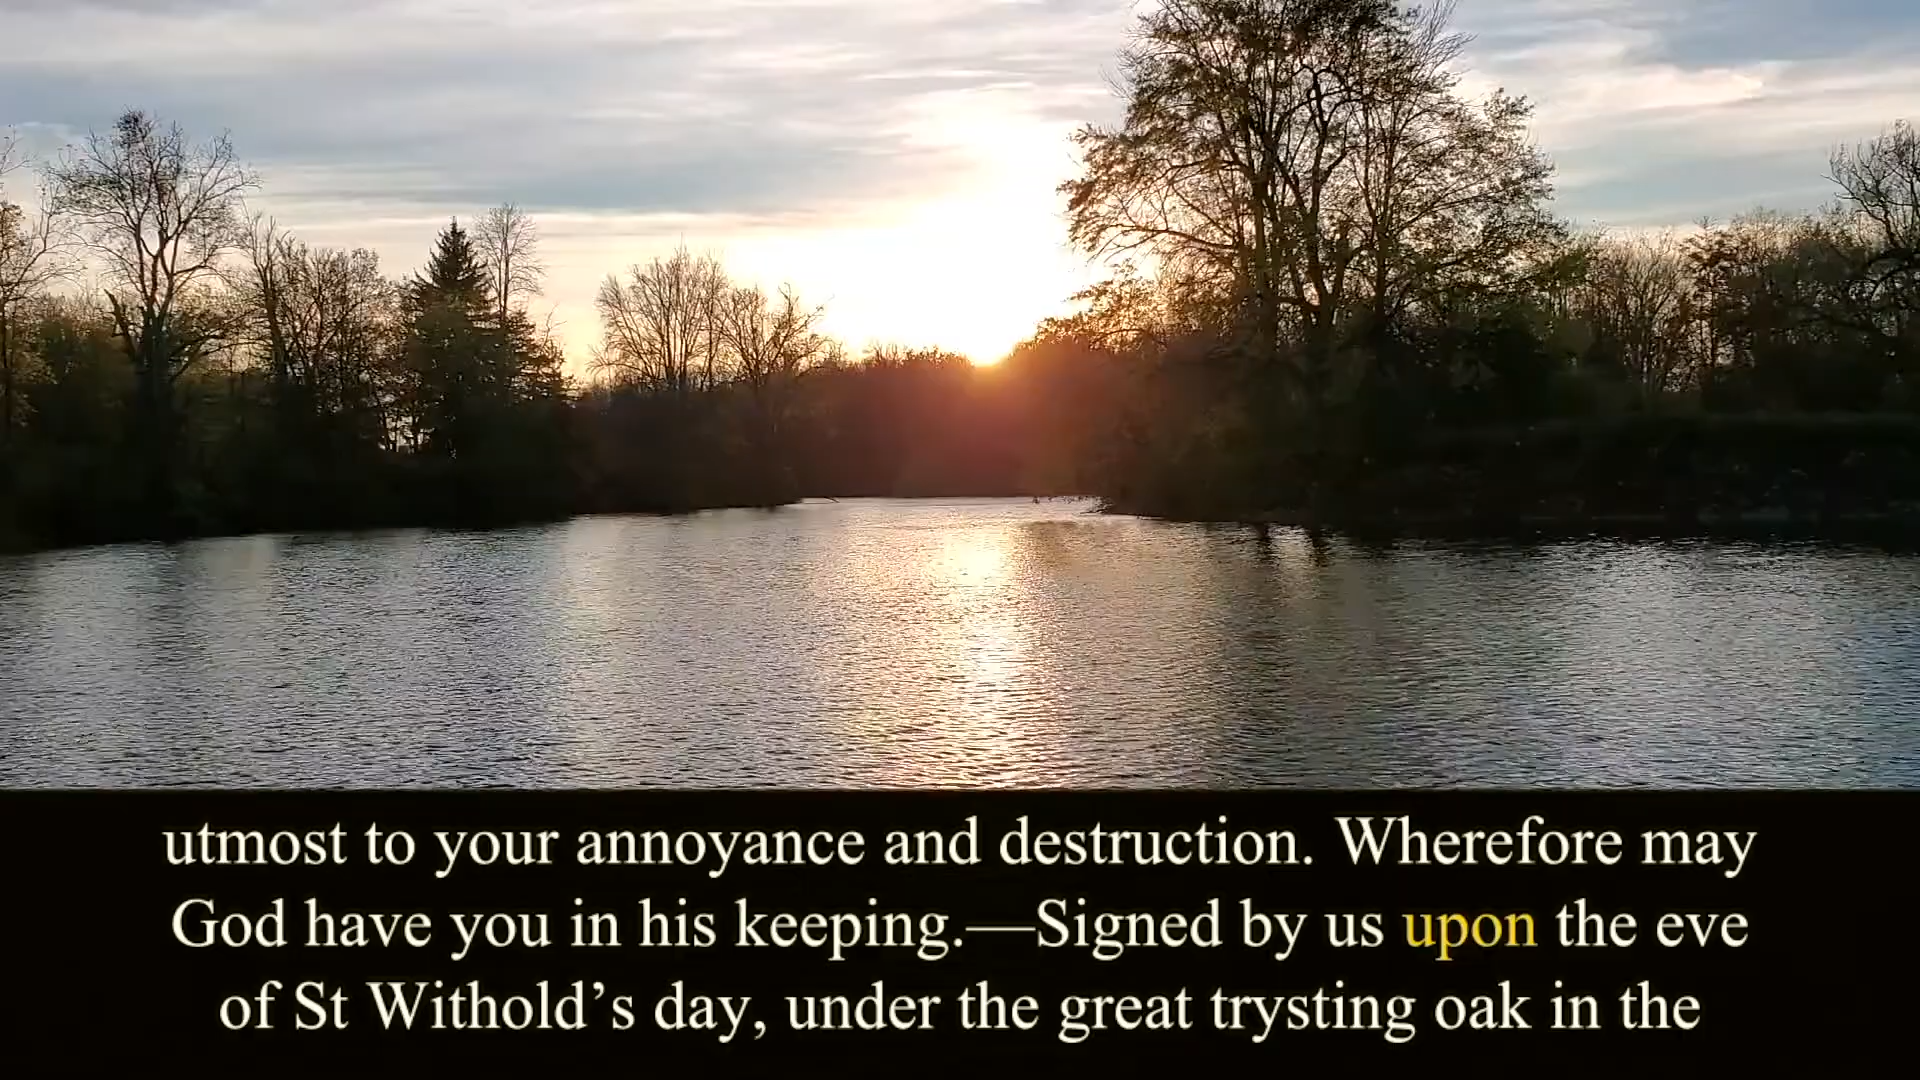 utmost to your annoyance and destruction. Wherefore may
God have you in his keeping.—Signed by us upon the eve
of St Withold’s day, under the great trysting oak in the